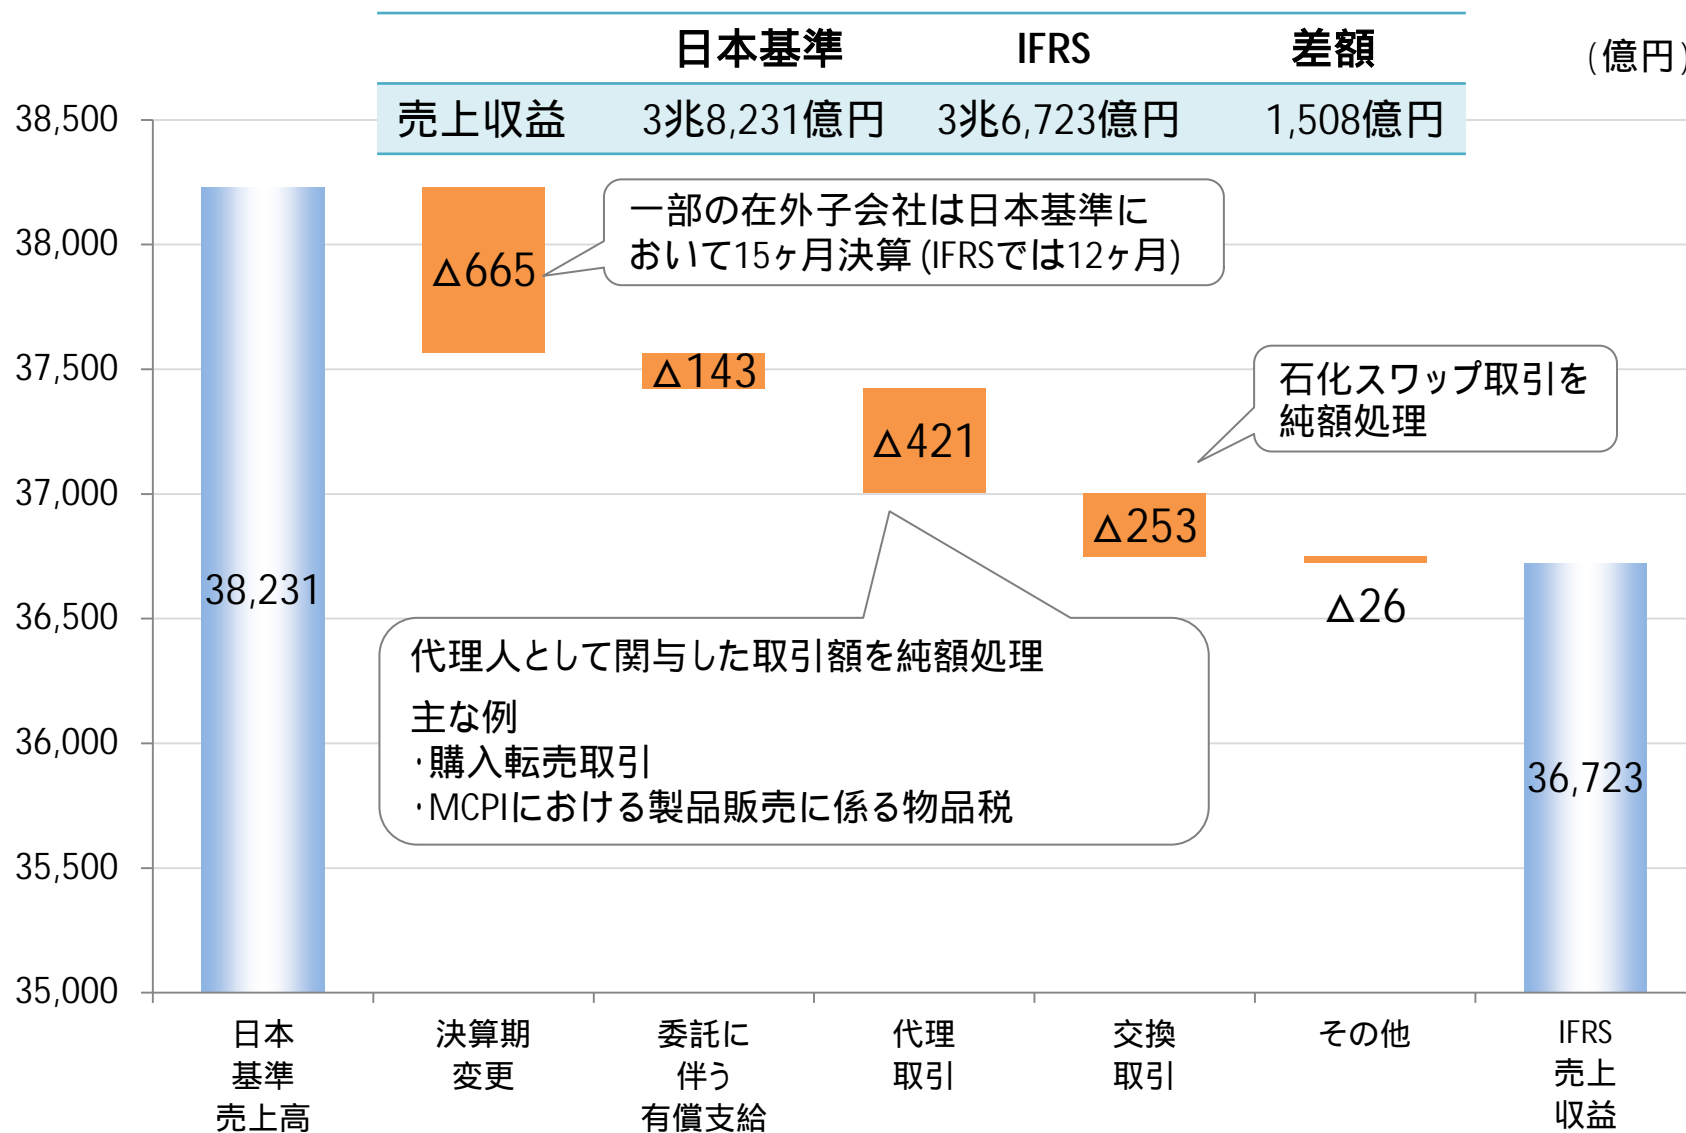 日本基準 IFRS 差額
(億円)
売上収益 3兆8,231億円 3兆6,723億円 1,508億円
38,500
38,000
37,500
37,000
36,500
36,000
35,500
35,000
38,231
△665
一部の在外子会社は日本基準に
おいて15ヶ月決算 (IFRSでは12ヶ月)
△143
△421
石化スワップ取引を
純額処理
△253
△26
代理人として関与した取引額を純額処理
主な例
・購入転売取引
・MCPIにおける製品販売に係る物品税
36,723
日本
基準
売上高
決算期
変更
委託に
伴う
有償支給
代理
取引
交換
取引
その他
IFRS
売上
収益